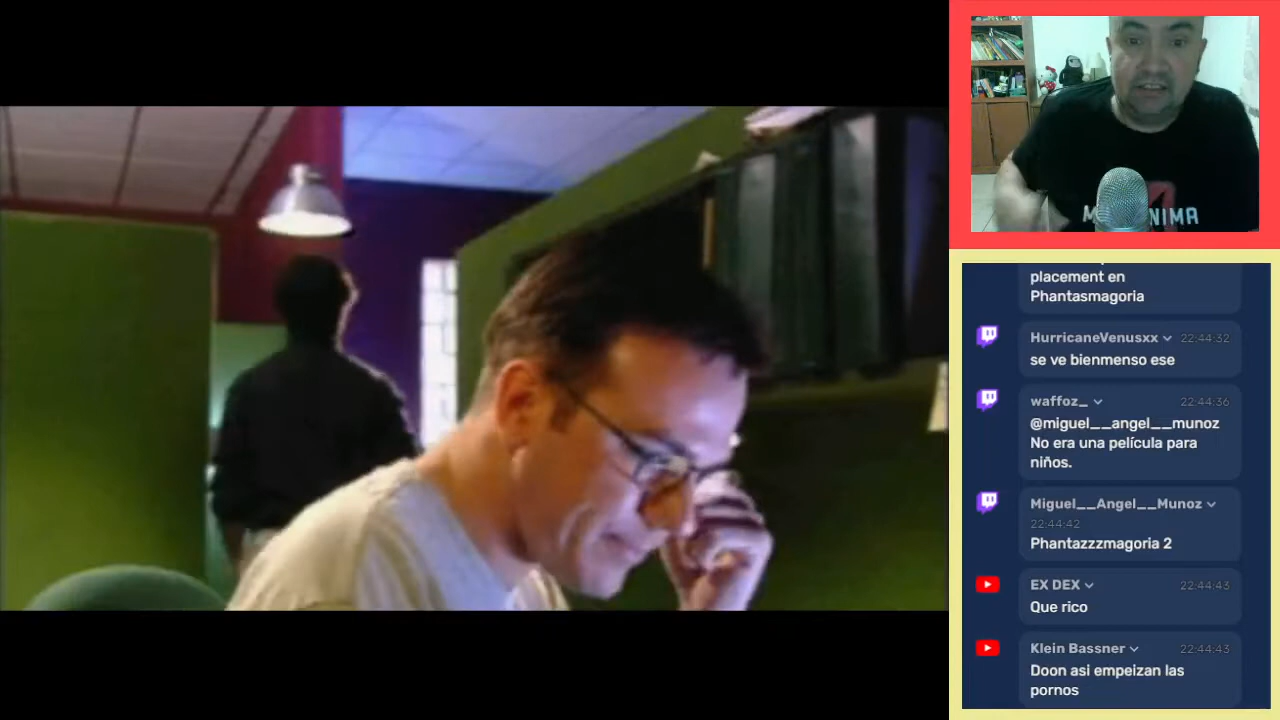 placement en
Phantasmagoria
HurricaneVenusxx 22:44:32
se ve bienmenso ese
waffoz_ 22:44:36
@miguel__angel__munoz
No era una película para
niños.
Miguel__Angel__Munoz
22:44:42
Phantazzzmagoria 2
EX DEX 22:44:43
Que rico
Klein Bassner 22:44:43
Doon asi empeizan las
pornos